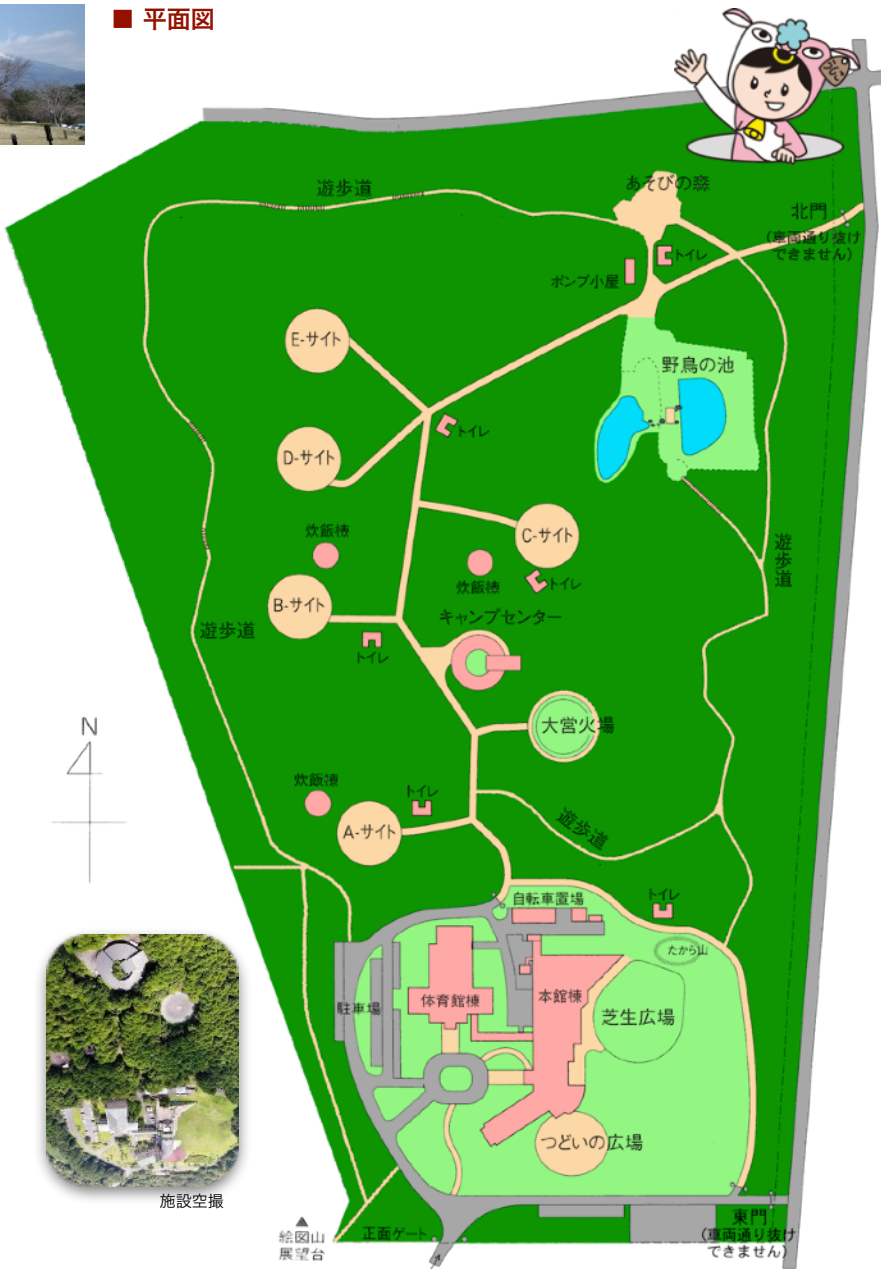 ■ 平面図
遊歩道
あそびの森
北門
(車両通り抜け
できません)
トイレ
ポンプ小屋
E-サイト
野鳥の池
トイレ
D-サイト
C-サイト
炊飯棟
炊飯棟
トイレ
遊歩道
B-サイト
キャンプセンター
遊歩道
トイレ
N
大営火場
炊飯棟
トイレ
A-サイト
遊歩道
自転車置場
トイレ
たから山
駐車場
体育館棟
本館棟
芝生広場
つどいの広場
施設空撮
▲
絵図山
展望台
正面ゲート
東門
(車両通り抜け
できません)